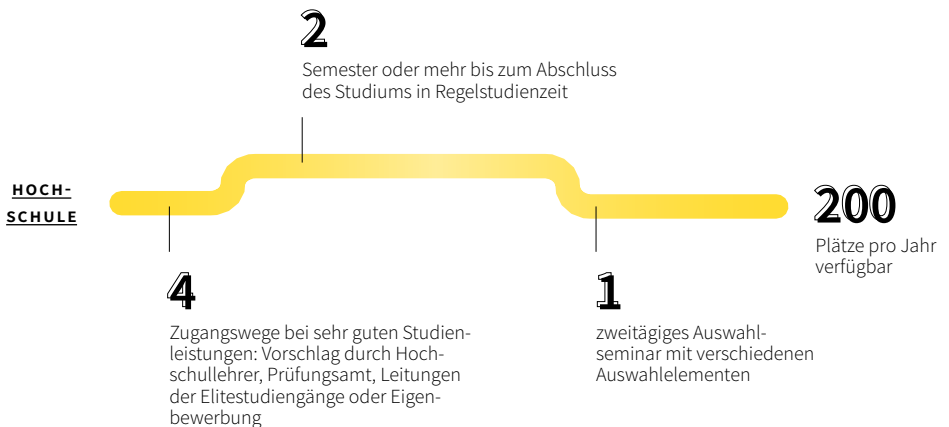 HOCH-
SCHULE
4
Zugangswege bei sehr guten Studien-
leistungen: Vorschlag durch Hoch-
schullehrer, Prüfungsamt, Leitungen
der Elitestudiengänge oder Eigen-
bewerbung
2
Semester oder mehr bis zum Abschluss
des Studiums in Regelstudienzeit
1
zweitägiges Auswahl-
seminar mit verschiedenen
Auswahlelementen
200
Plätze pro Jahr
verfügbar